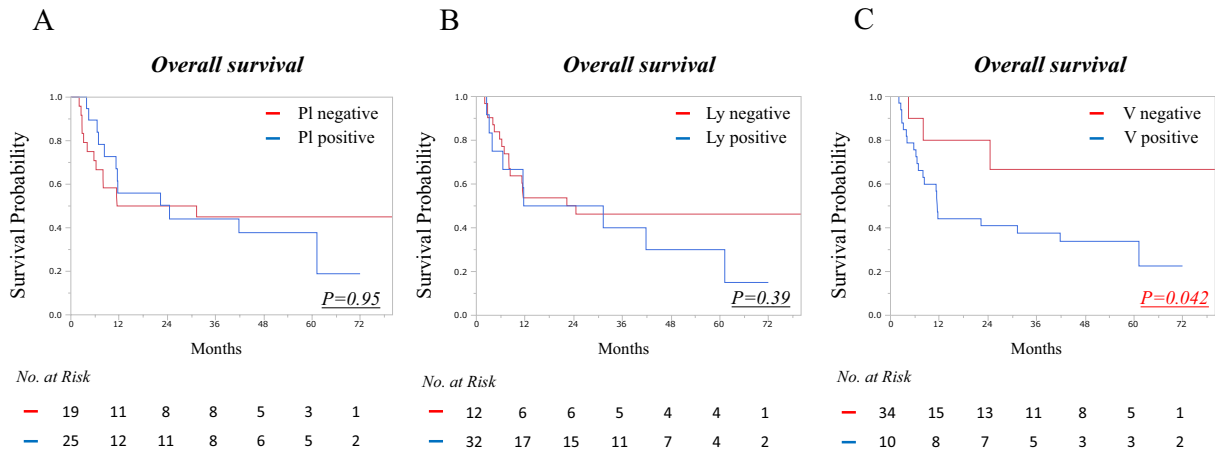 A
Overall survival
Pl negative
Pl positive
Survival Probability
1.0
0.8
0.6
0.4
0.2
0.0
P=0.95
0 12 24 36 48 60 72
Months
No. at Risk
19 11 8 8 5 3 1
25 12 11 8 6 5 2
B
Overall survival
Ly negative
Ly positive
Survival Probability
1.0
0.8
0.6
0.4
0.2
0.0
P=0.39
0 12 24 36 48 60 72
Months
No. at Risk
12 6 6 5 4 4 1
32 17 15 11 7 4 2
C
Overall survival
V negative
V positive
Survival Probability
1.0
0.8
0.6
0.4
0.2
0.0
P=0.042
0 12 24 36 48 60 72
Months
No. at Risk
34 15 13 11 8 5 1
10 8 7 5 3 3 2